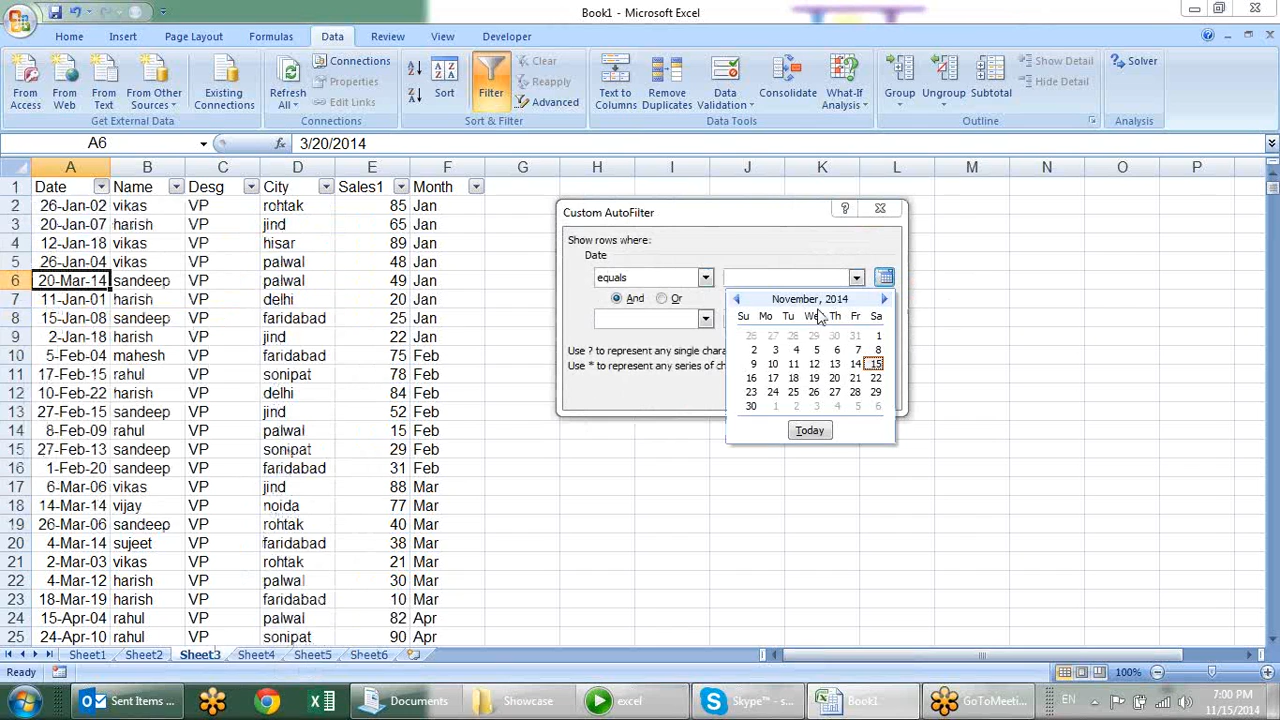 Book1 - Microsoft Excel
Home Insert Page Layout Formulas Data Review View Developer
From Access From Web From Text From Other Sources Existing Connections Refresh All Connections Properties Edit Links Sort Filter Clear Reapply Advanced Text to Columns Remove Duplicates Data Validation Consolidate What-If Analysis Group Ungroup Subtotal Show Detail Hide Detail Solver
Get External Data Connections Sort & Filter Data Tools Outline Analysis
A6 fx 3/20/2014
A B C D E F G H I J K L M N O P
1 Date Name Desg City Sales1 Month
2 26-Jan-02 vikas VP rohtak 85 Jan
3 20-Jan-07 harish VP jind 65 Jan
4 12-Jan-18 vikas VP hisar 89 Jan
5 26-Jan-04 vikas VP palwal 48 Jan
6 20-Mar-14 sandeep VP palwal 49 Jan
7 11-Jan-01 harish VP delhi 20 Jan
8 15-Jan-08 sandeep VP faridabad 24 Jan
9 2-Jan-18 harish VP faridabad 33 Jan
10 5-Feb-04 mahesh VP faridabad 75 Feb
11 17-Feb-15 rahul VP sonipat 78 Feb
12 10-Feb-22 harish VP delhi 84 Feb
13 27-Feb-15 sandeep VP jind 52 Feb
14 8-Feb-09 rahul VP palwal 15 Feb
15 27-Feb-13 sandeep VP sonipat 29 Feb
16 1-Feb-20 sandeep VP faridabad 31 Feb
17 6-Mar-06 vikas VP jind 88 Mar
18 14-Mar-14 vijay VP noida 77 Mar
19 26-Mar-06 sandeep VP rohtak 40 Mar
20 4-Mar-14 sujeet VP faridabad 38 Mar
21 2-Mar-03 vikas VP rohtak 21 Mar
22 4-Mar-12 harish VP palwal 30 Mar
23 18-Mar-19 harish VP faridabad 10 Mar
24 15-Apr-04 rahul VP palwal 82 Apr
25 24-Apr-10 rahul VP sonipat 90 Apr
Custom AutoFilter
Show rows where:
Date
equals
And Or
Use ? to represent any single chara
Use * to represent any series of ch
November, 2014
Su Mo Tu We Th Fr Sa
26 27 28 29 30 31 1
2 3 4 5 6 7 8
9 10 11 12 13 14 15
16 17 18 19 20 21 22
23 24 25 26 27 28 29
30 1 2 3 4 5 6
Today
Sheet1 Sheet2 Sheet3 Sheet4 Sheet5 Sheet6
Ready 100%
Sent Items ... Documents Showcase excel Skype™ - s... Book1 GoToMeeti... EN 7:00 PM
11/15/2014